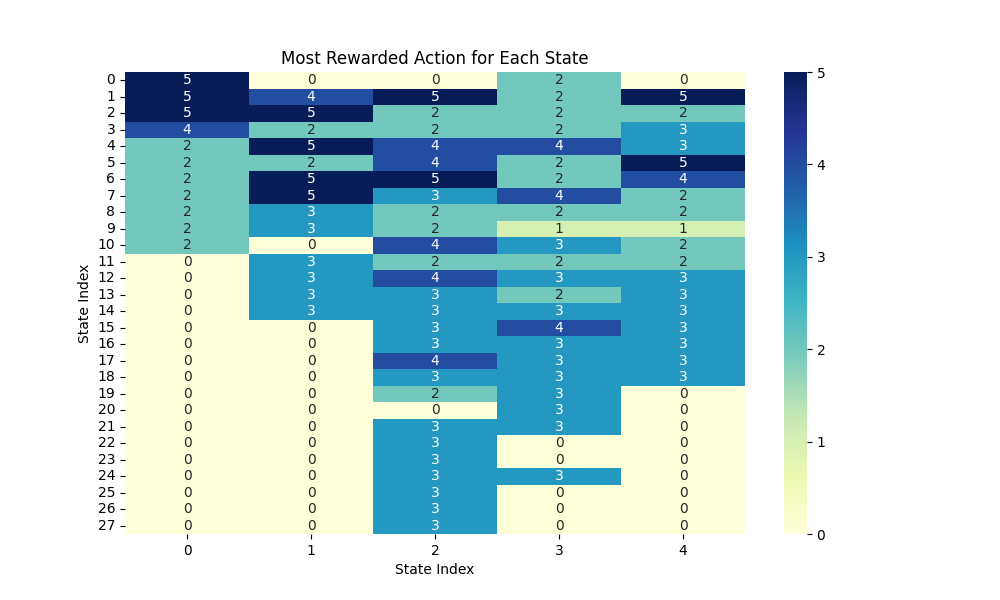 Most Rewarded Action for Each State
0 5 0 0 2 0
1 5 4 5 2 5
2 5 5 2 2 2
3 4 2 2 2 3
4 2 5 4 4 3
5 2 2 4 2 5
6 2 5 5 2 4
7 2 5 3 4 2
8 2 3 2 2 2
9 2 3 2 1 1
10 2 0 4 3 2
11 0 3 2 2 2
12 0 3 4 3 3
13 0 3 3 2 3
14 0 3 3 3 3
15 0 0 3 4 3
16 0 0 3 3 3
17 0 0 4 3 3
18 0 0 3 3 3
19 0 0 2 3 0
20 0 0 0 3 0
21 0 0 3 3 0
22 0 0 3 0 0
23 0 0 3 0 0
24 0 0 3 3 0
25 0 0 3 0 0
26 0 0 3 0 0
27 0 0 3 0 0
0 1 2 3 4
State Index
State Index
5
4
3
2
1
0